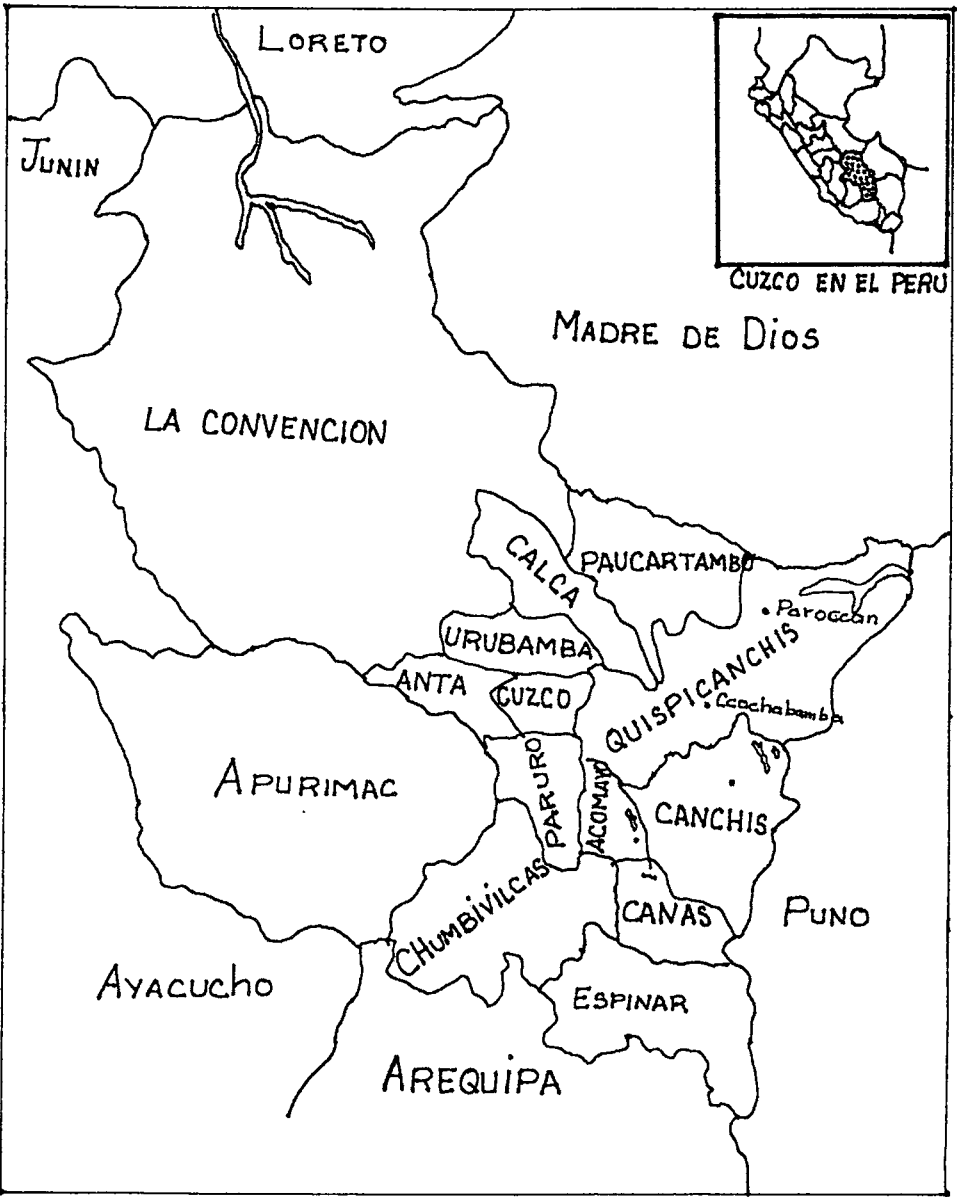 LORETO
JUNIN
CUZCO EN EL PERU
MADRE DE DiOS
LA CONVENCION
CALCA
PAUCARTAMBO
Paroccan
URUBAMBA
ANTA
CUZCO
QUISPICANCHIS
Ccochabamba
APURIMAC
PARURO
ACOMAYO
CANCHIS
CHUMBIVILCAS
CANAS
PUNO
AYACUChO
ESPINAR
AREQUIPA